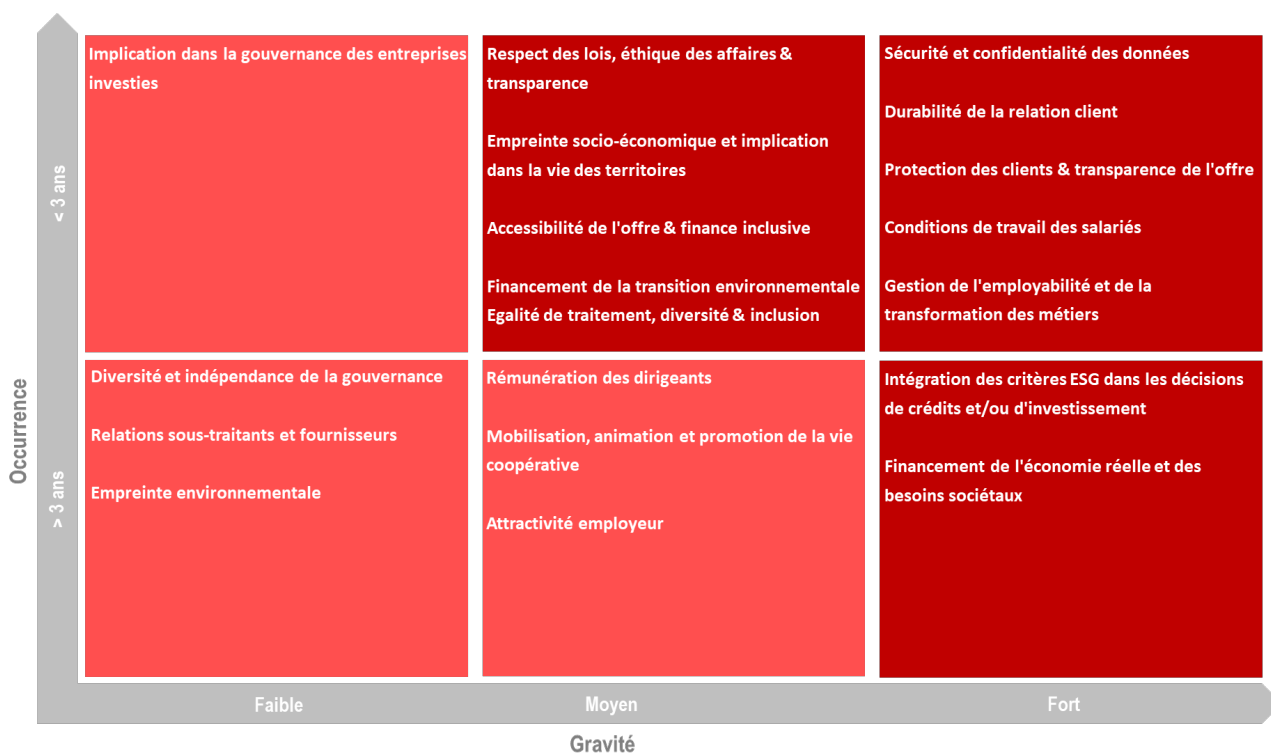 Occurrence
< 3 ans
> 3 ans
Implication dans la gouvernance des entreprises
investies
Respect des lois, éthique des affaires &
transparence
Empreinte socio-économique et implication
dans la vie des territoires
Accessibilité de l'offre & finance inclusive
Financement de la transition environnementale
Egalité de traitement, diversité & inclusion
Sécurité et confidentialité des données
Durabilité de la relation client
Protection des clients & transparence de l'offre
Conditions de travail des salariés
Gestion de l'employabilité et de la
transformation des métiers
Diversité et indépendance de la gouvernance
Relations sous-traitants et fournisseurs
Empreinte environnementale
Rémunération des dirigeants
Mobilisation, animation et promotion de la vie
coopérative
Attractivité employeur
Intégration des critères ESG dans les décisions
de crédits et/ou d'investissement
Financement de l'économie réelle et des
besoins sociétaux
Faible
Moyen
Fort
Gravité